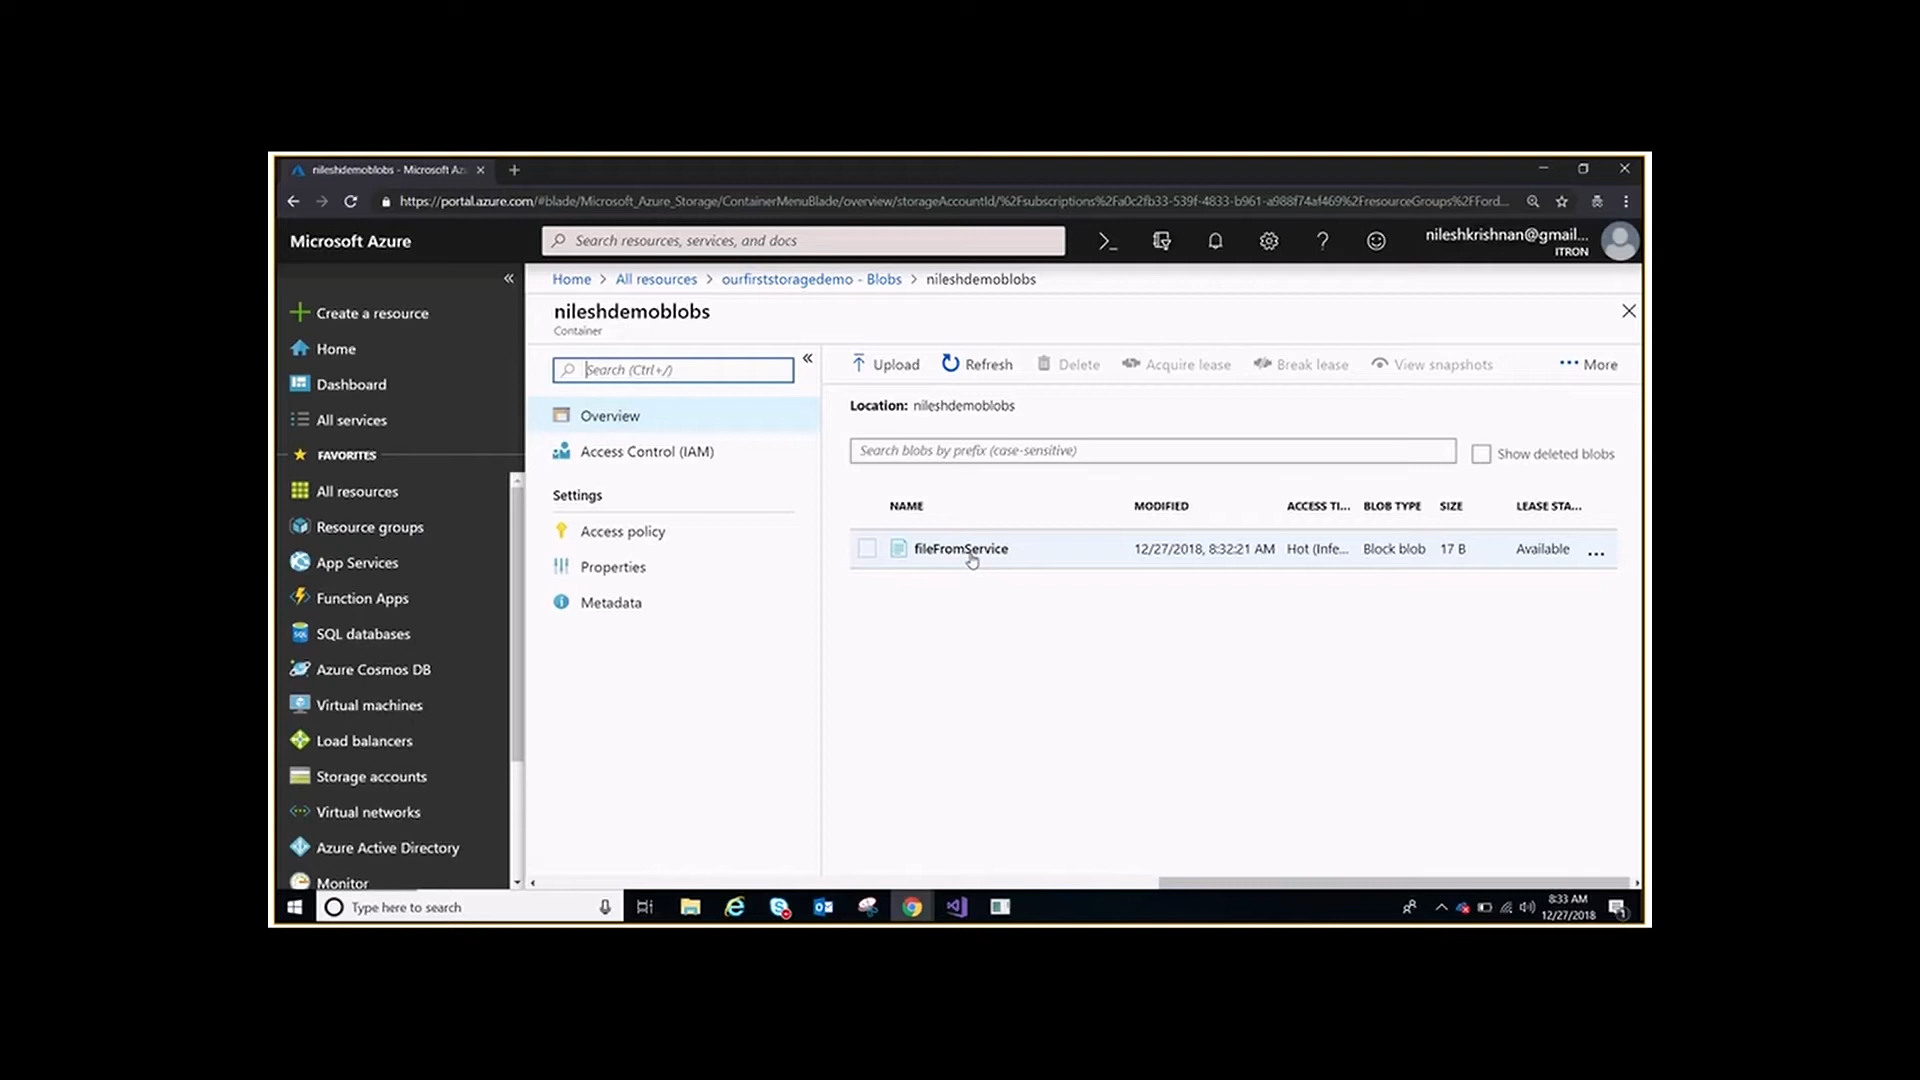 nileshdemoblobs - Microsoft Az
https://portal.azure.com/#blade/Microsoft_Azure_Storage/ContainerMenuBlade/overview/storageAccountId/%2Fsubscriptions%2Fa0c2fb33-539f-4833-b961-a988f74af469%2FresourceGroups%2FFord...
Microsoft Azure
Search resources, services, and docs
nileshkrishnan@gmail...
ITRON
Create a resource
Home
Dashboard
All services
FAVORITES
All resources
Resource groups
App Services
Function Apps
SQL databases
Azure Cosmos DB
Virtual machines
Load balancers
Storage accounts
Virtual networks
Azure Active Directory
Monitor
Home > All resources > ourfirststoragedemo - Blobs > nileshdemoblobs
nileshdemoblobs
Container
Search (Ctrl+/)
Overview
Access Control (IAM)
Settings
Access policy
Properties
Metadata
Upload Refresh Delete Acquire lease Break lease View snapshots ... More
Location: nileshdemoblobs
Search blobs by prefix (case-sensitive)
Show deleted blobs
NAME MODIFIED ACCESS TI... BLOB TYPE SIZE LEASE STA...
fileFromService 12/27/2018, 8:32:21 AM Hot (Infe... Block blob 17 B Available ...
Type here to search
8:33 AM
12/27/2018